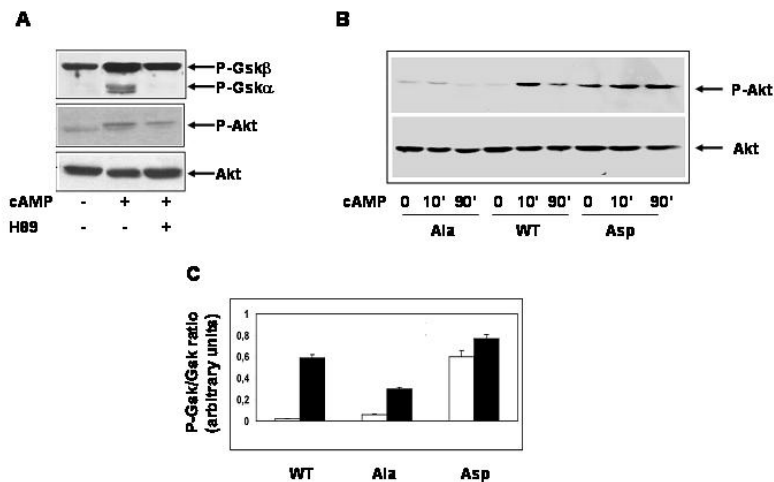 A
P-Gskβ
P-Gskα
P-Akt
Akt
cAMP - + +
H89 - - +
B
P-Akt
Akt
cAMP 0 10' 90' 0 10' 90' 0 10' 90'
Ala WT Asp
C
P-Gsk/Gsk ratio
(arbitrary units)
1
0,8
0,6
0,4
0,2
0
WT Ala Asp